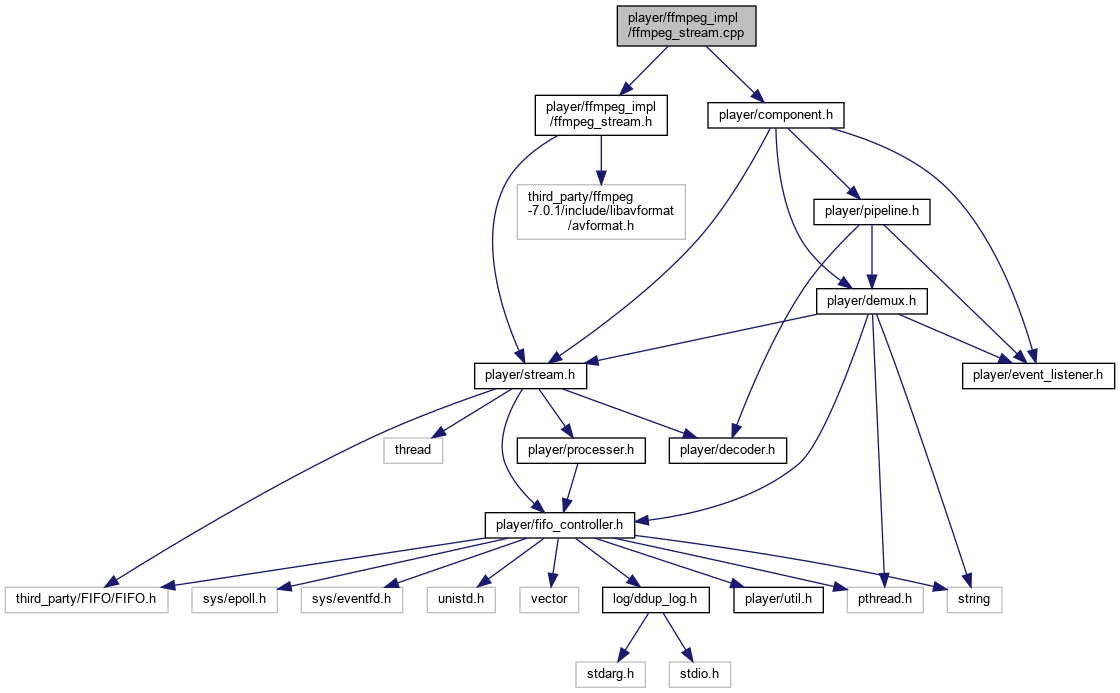 player/ffmpeg_impl
/ffmpeg_stream.cpp
player/ffmpeg_impl
/ffmpeg_stream.h
player/component.h
third_party/ffmpeg
-7.0.1/include/libavformat
/avformat.h
player/pipeline.h
player/demux.h
player/stream.h
player/event_listener.h
thread
player/processer.h
player/decoder.h
player/fifo_controller.h
third_party/FIFO/FIFO.h
sys/epoll.h
sys/eventfd.h
unistd.h
vector
log/ddup_log.h
player/util.h
pthread.h
string
stdarg.h
stdio.h